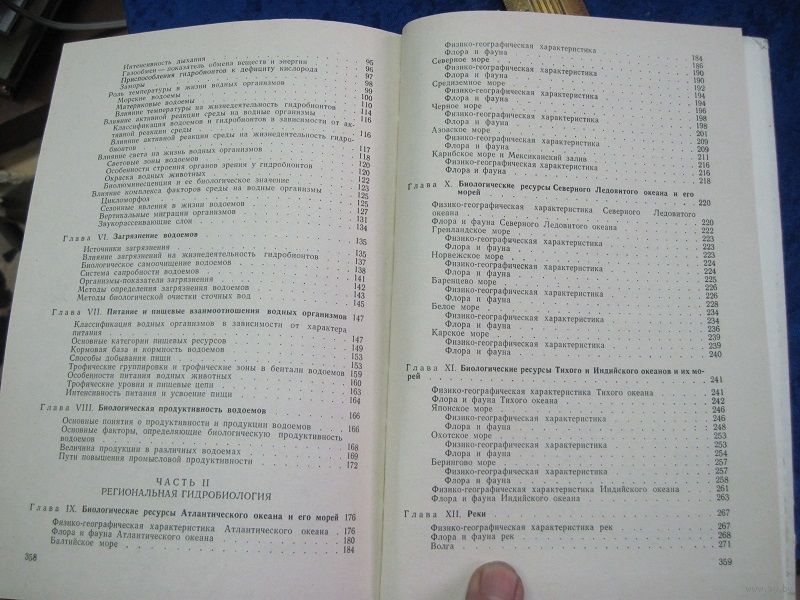 Интенсивность дыхания 95
Газообмен — показатель обмена веществ и энергии 96
Приспособления гидробионтов к дефициту кислорода 97
Заморы 98
Роль температуры в жизни водных организмов 99
Морские водоемы 100
Материковые водоемы 110
Влияние температуры на жизнедеятельность гидробионтов 114
Влияние активной реакции среды на водные организмы 116
Классификация водоемов и гидробионтов в зависимости от ак-
тивной реакции среды 116
Влияние активной реакции среды на жизнедеятельность гидро-
бионтов 117
Влияние света на жизнь водных организмов 118
Световые зоны водоемов 120
Особенности строения органов зрения у гидробионтов 120
Окраска водных животных 122
Биолюминесценция и ее биологическое значение 123
Влияние комплекса факторов среды на водные организмы 125
Цикломорфоз 125
Сезонные явления в жизни водоемов 127
Вертикальные миграции организмов 131
Звукорассеивающие слои 134
Глава VI. Загрязнение водоемов 135
Источники загрязнения 135
Влияние загрязнений на жизнедеятельность гидробионтов 137
Биологическое самоочищение водоемов 138
Система сапробности водоемов 141
Организмы-показатели загрязнения 142
Методы определения загрязнения водоемов 143
Методы биологической очистки сточных вод 145
Глава VII. Питание и пищевые взаимоотношения водных организмов 147
Классификация водных организмов в зависимости от характера
питания 147
Основные категории пищевых ресурсов 149
Кормовая база и кормность водоемов 153
Способы добывания пищи 153
Трофические группировки и трофические зоны в бентали водоемов 159
Особенности питания водных животных 160
Трофические уровни и пищевые цепи 163
Интенсивность питания и усвоение пищи 164
Глава VIII. Биологическая продуктивность водоемов 166
Основные понятия о продуктивности и продукции водоемов 166
Основные факторы, определяющие биологическую продуктивность
водоемов 168
Величина продукции в различных водоемах 169
Пути повышения промысловой продуктивности 172
ЧАСТЬ II
РЕГИОНАЛЬНАЯ ГИДРОБИОЛОГИЯ
Глава IX. Биологические ресурсы Атлантического океана и его морей 176
Физико-географическая характеристика Атлантического океана 176
Флора и фауна Атлантического океана 180
Балтийское море 184
358
Физико-географическая характеристика 184
Флора и фауна 186
Северное море 190
Физико-географическая характеристика 190
Флора и фауна 192
Средиземное море 194
Физико-географическая характеристика 194
Флора и фауна 196
Черное море 198
Физико-географическая характеристика 198
Флора и фауна 201
Азовское море 209
Физико-географическая характеристика 209
Флора и фауна 211
Карибское море и Мексиканский залив 216
Физико-географическая характеристика 216
Флора и фауна 218
Глава X. Биологические ресурсы Северного Ледовитого океана и его
морей 220
Физико-географическая характеристика Северного Ледовитого
океана 220
Флора и фауна Северного Ледовитого океана 222
Гренландское море 223
Физико-географическая характеристика 223
Флора и фауна 223
Норвежское море 224
Физико-географическая характеристика 224
Флора и фауна 225
Баренцево море 226
Физико-географическая характеристика 226
Флора и фауна 228
Белое море 234
Физико-географическая характеристика 234
Флора и фауна 236
Карское море 239
Физико-географическая характеристика 239
Флора и фауна 240
Глава XI. Биологические ресурсы Тихого и Индийского океанов и их мо-
рей 241
Физико-географическая характеристика Тихого океана 241
Флора и фауна Тихого океана 242
Японское море 246
Физико-географическая характеристика 246
Флора и фауна 248
Охотское море 253
Физико-географическая характеристика 253
Флора и фауна 254
Берингово море 257
Физико-географическая характеристика 257
Флора и фауна 258
Физико-географическая характеристика Индийского океана 261
Флора и фауна Индийского океана 263
Глава XII. Реки 267
Физико-географическая характеристика рек 267
Флора и фауна рек 268
Волга 271
359